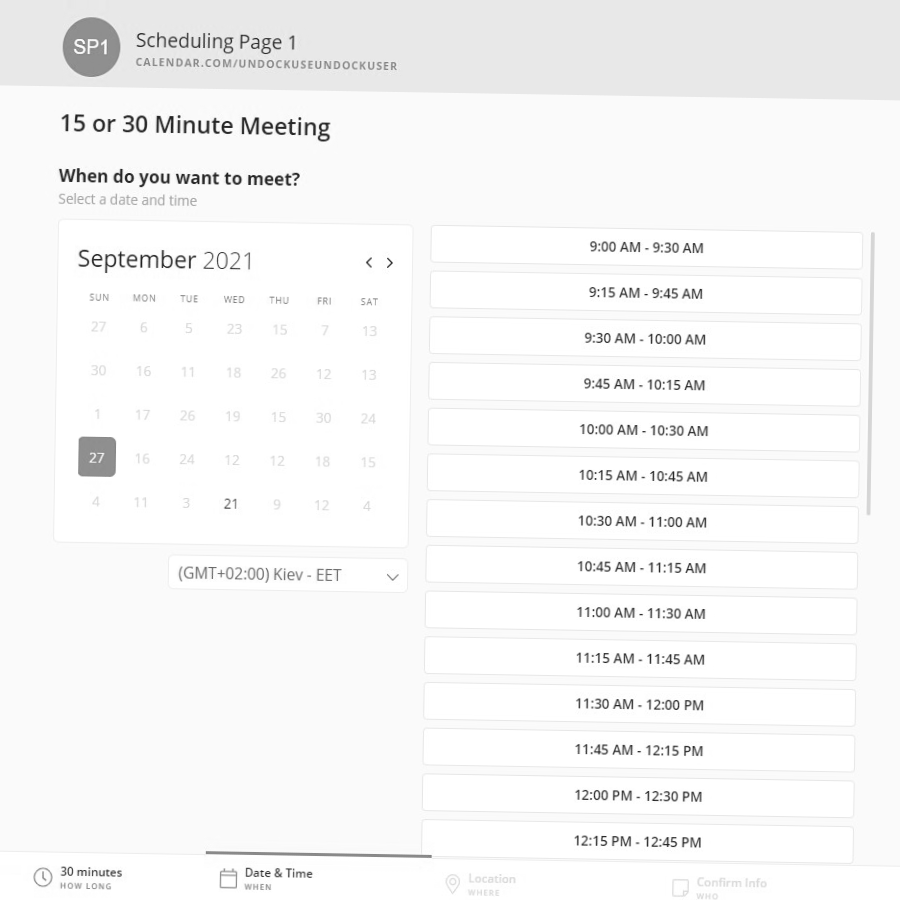 SP1
Scheduling Page 1
CALENDAR.COM/UNDOCKUSEUNDOCKUSER
15 or 30 Minute Meeting
When do you want to meet?
Select a date and time
September 2021
SUN MON TUE WED THU FRI SAT
27 6 5 23 15 7 13
30 16 11 18 26 12 13
1 17 26 19 15 30 24
27 16 24 12 12 18 15
4 11 3 21 9 12 4
(GMT+02:00) Kiev - EET
9:00 AM - 9:30 AM
9:15 AM - 9:45 AM
9:30 AM - 10:00 AM
9:45 AM - 10:15 AM
10:00 AM - 10:30 AM
10:15 AM - 10:45 AM
10:30 AM - 11:00 AM
10:45 AM - 11:15 AM
11:00 AM - 11:30 AM
11:15 AM - 11:45 AM
11:30 AM - 12:00 PM
11:45 AM - 12:15 PM
12:00 PM - 12:30 PM
12:15 PM - 12:45 PM
30 minutes
HOW LONG
Date & Time
WHEN
Location
WHERE
Confirm Info
WHO